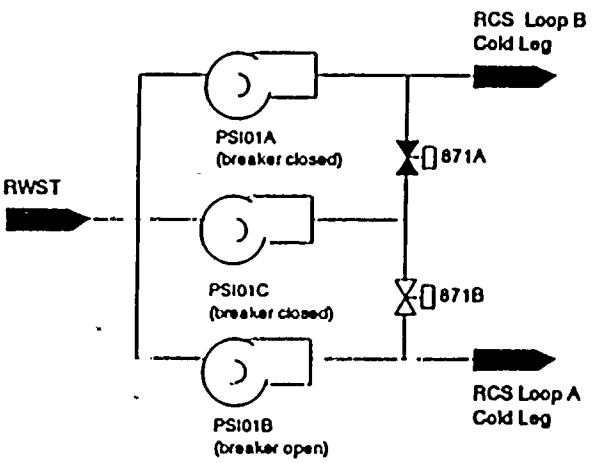 RCS Loop B
Cold Leg
PSI01A
(breaker closed)
871A
RWST
PSI01C
(breaker closed)
871B
PSI01B
(breaker open)
RCS Loop A
Cold Leg